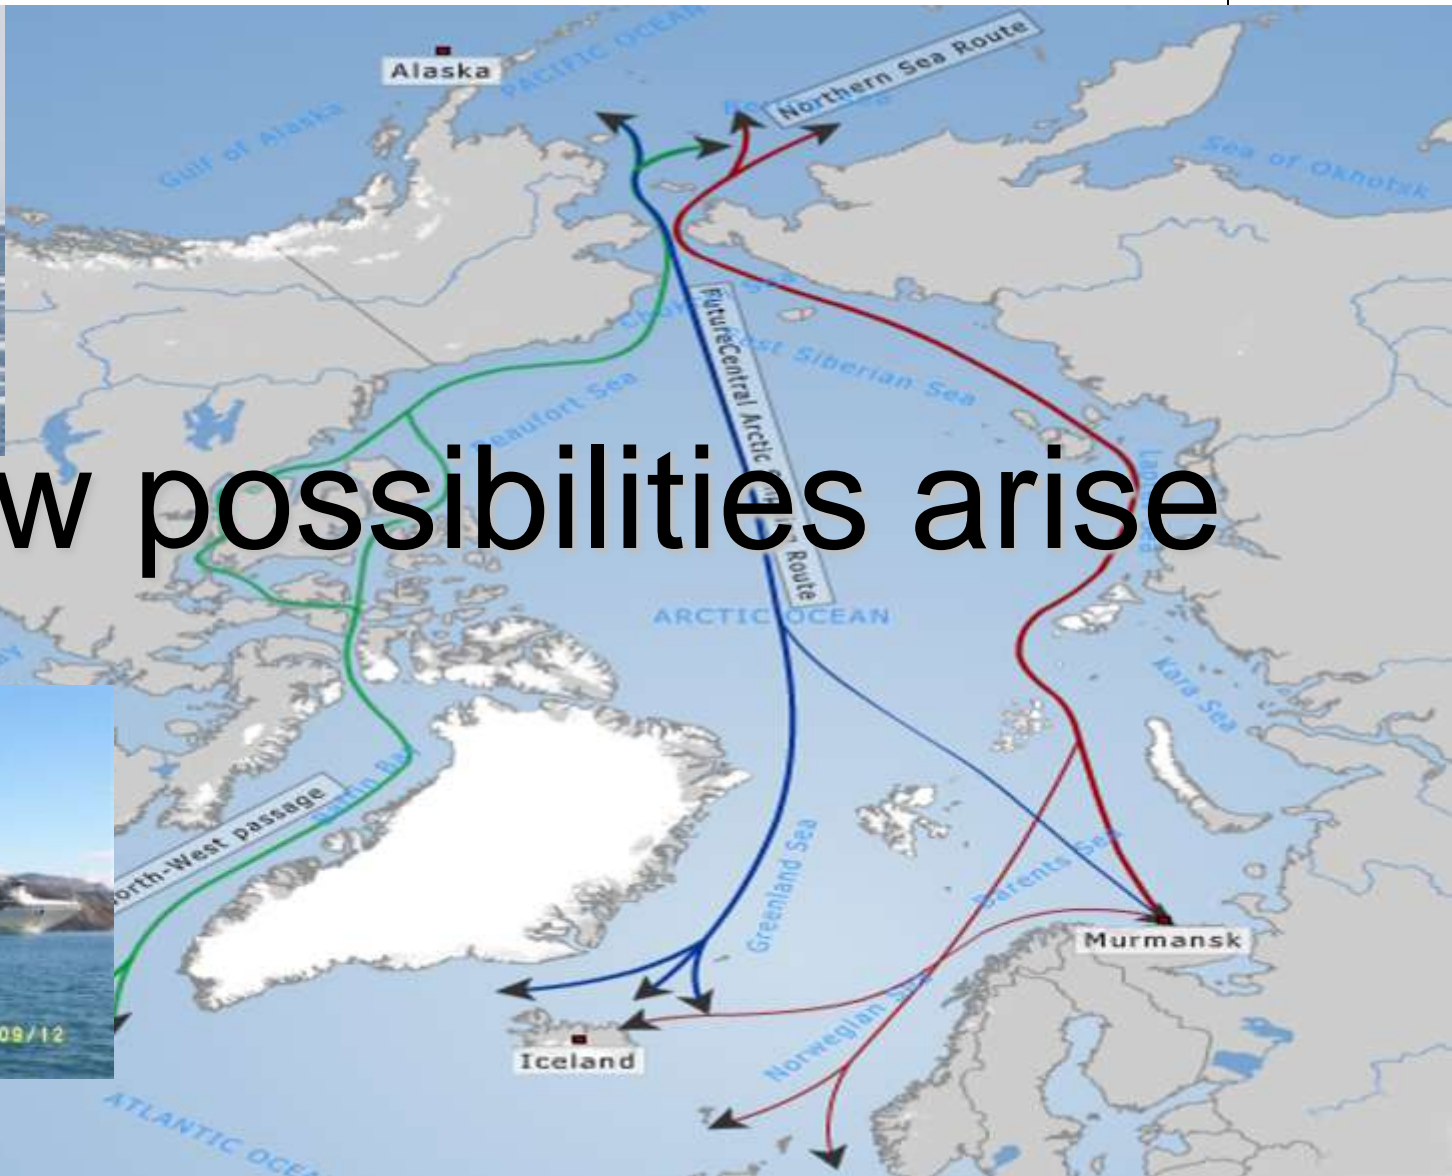 Alaska
PACIFIC OCEAN
Northern Sea Route
Gulf of Alaska
Sea of Okhotsk
FutureCentral Arctic
Route
East Siberian Sea
Beaufort Sea
w possibilities arise
ARCTIC OCEAN
Kara Sea
North-West passage
Greenland Sea
Barents Sea
Murmansk
Norwegian
Iceland
09/12
ATLANTIC